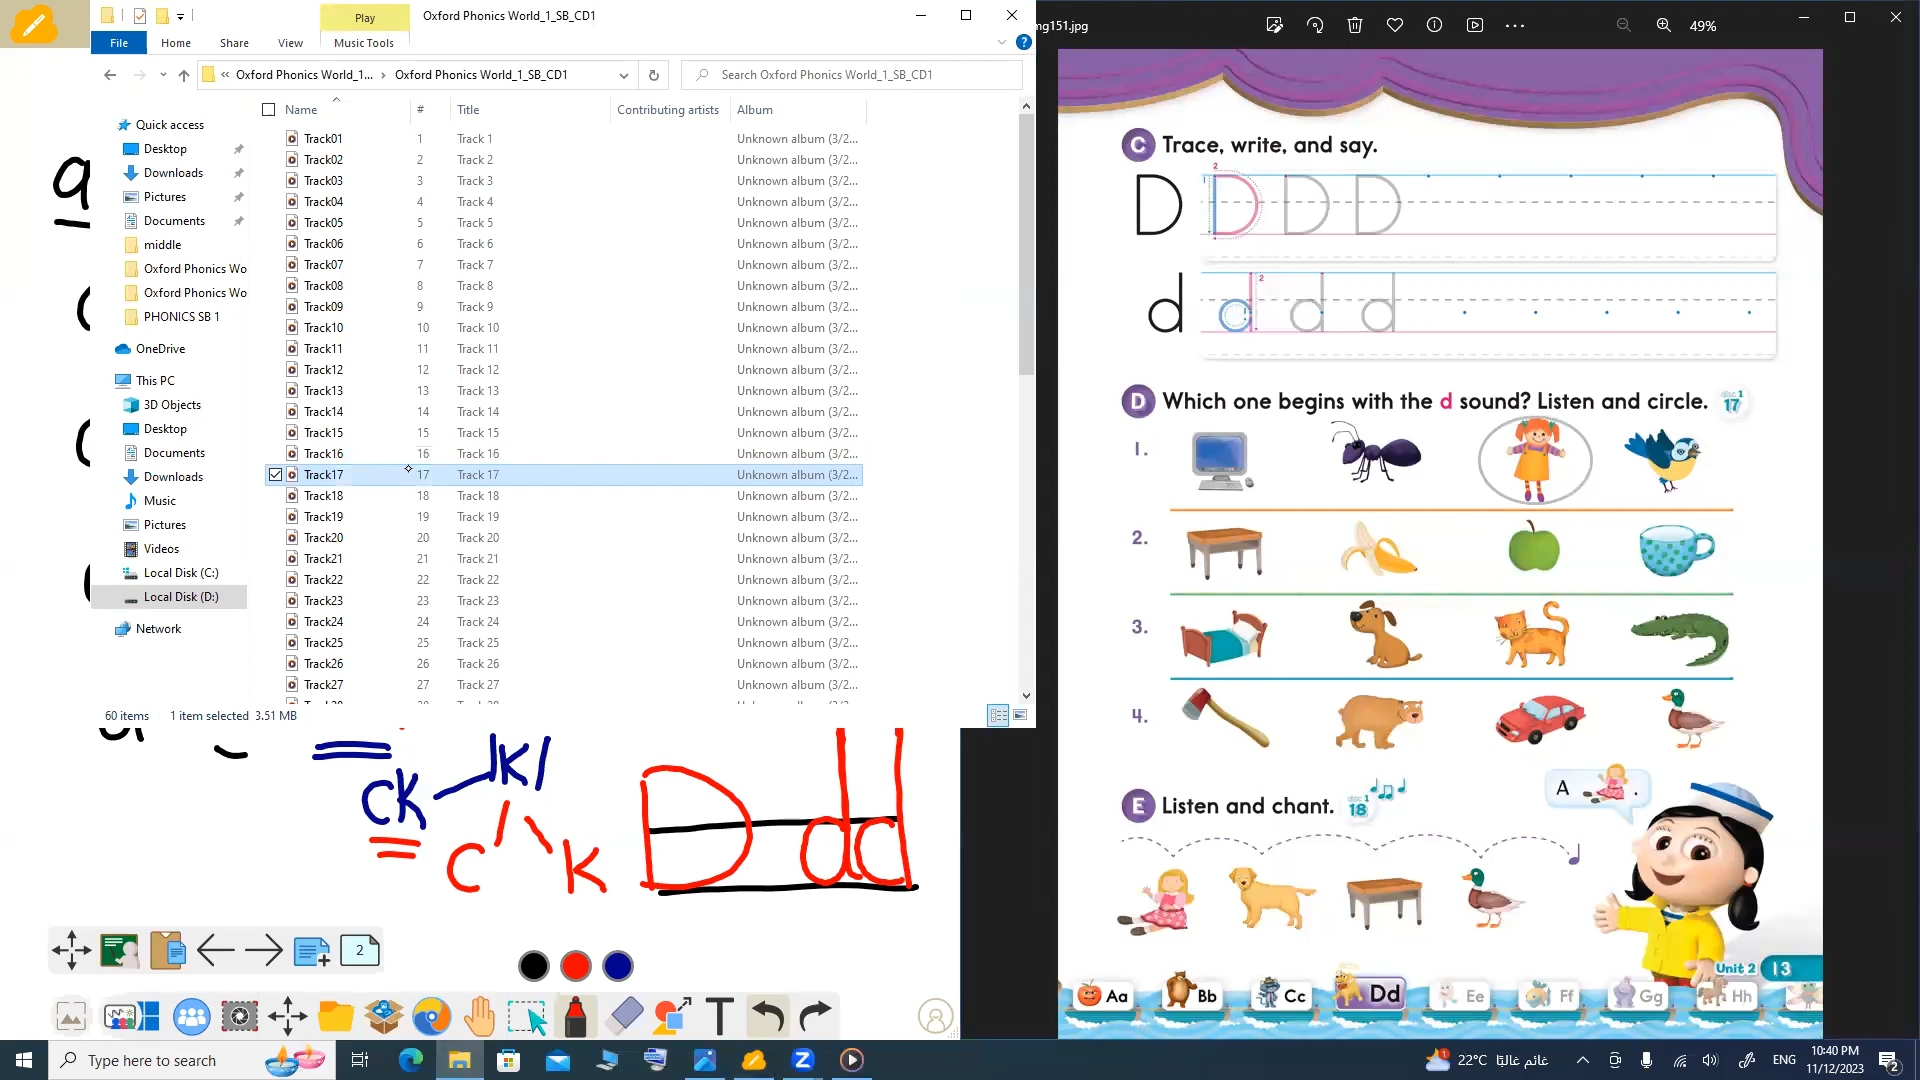 Play
Oxford Phonics World_1_SB_CD1
File
Home
Share
View
Music Tools
Oxford Phonics World_1...
Oxford Phonics World_1_SB_CD1
Search Oxford Phonics World_1_SB_CD1
Name # Title Contributing artists Album
Quick access
Desktop
Downloads
Pictures
Documents
middle
Oxford Phonics Wo
Oxford Phonics Wo
PHONICS SB 1
OneDrive
This PC
3D Objects
Desktop
Documents
Downloads
Music
Pictures
Videos
Local Disk (C:)
Local Disk (D:)
Network
Track01 1 Track 1 Unknown album (3/2...
Track02 2 Track 2 Unknown album (3/2...
Track03 3 Track 3 Unknown album (3/2...
Track04 4 Track 4 Unknown album (3/2...
Track05 5 Track 5 Unknown album (3/2...
Track06 6 Track 6 Unknown album (3/2...
Track07 7 Track 7 Unknown album (3/2...
Track08 8 Track 8 Unknown album (3/2...
Track09 9 Track 9 Unknown album (3/2...
Track10 10 Track 10 Unknown album (3/2...
Track11 11 Track 11 Unknown album (3/2...
Track12 12 Track 12 Unknown album (3/2...
Track13 13 Track 13 Unknown album (3/2...
Track14 14 Track 14 Unknown album (3/2...
Track15 15 Track 15 Unknown album (3/2...
Track16 16 Track 16 Unknown album (3/2...
Track17 17 Track 17 Unknown album (3/2...
Track18 18 Track 18 Unknown album (3/2...
Track19 19 Track 19 Unknown album (3/2...
Track20 20 Track 20 Unknown album (3/2...
Track21 21 Track 21 Unknown album (3/2...
Track22 22 Track 22 Unknown album (3/2...
Track23 23 Track 23 Unknown album (3/2...
Track24 24 Track 24 Unknown album (3/2...
Track25 25 Track 25 Unknown album (3/2...
Track26 26 Track 26 Unknown album (3/2...
Track27 27 Track 27 Unknown album (3/2...
60 items 1 item selected 3.51 MB
a
ck /k/
c k
D d d
2
mg151.jpg
49%
C Trace, write, and say.
D D D D
d d d d
D Which one begins with the d sound? Listen and circle. disc 1 17
1.
2.
3.
4.
E Listen and chant. disc 1 18
A .
Unit 2 13
Aa Bb Cc Dd Ee Ff Gg Hh
Type here to search
22°C غائم غالبًا
ENG
10:40 PM
11/12/2023
2